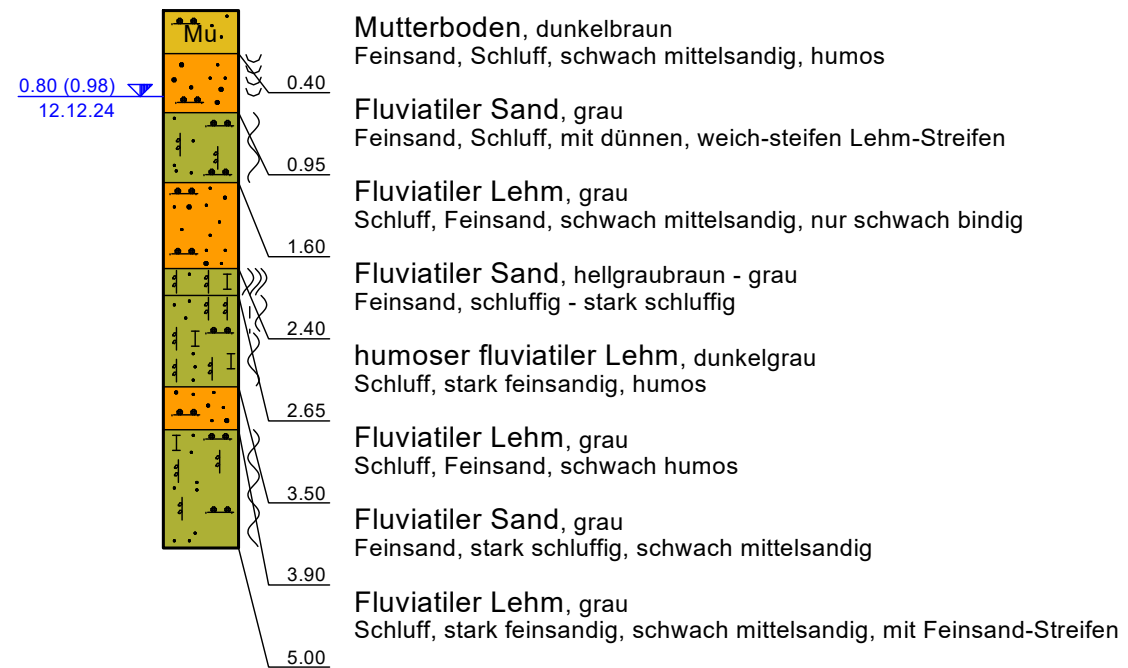 Mu
0.80 (0.98)
12.12.24
Mutterboden, dunkelbraun
Feinsand, Schluff, schwach mittelsandig, humos
0.40
Fluviatiler Sand, grau
Feinsand, Schluff, mit dünnen, weich-steifen Lehm-Streifen
0.95
Fluviatiler Lehm, grau
Schluff, Feinsand, schwach mittelsandig, nur schwach bindig
1.60
Fluviatiler Sand, hellgraubraun - grau
Feinsand, schluffig - stark schluffig
2.40
humoser fluviatiler Lehm, dunkelgrau
Schluff, stark feinsandig, humos
2.65
Fluviatiler Lehm, grau
Schluff, Feinsand, schwach humos
3.50
Fluviatiler Sand, grau
Feinsand, stark schluffig, schwach mittelsandig
3.90
Fluviatiler Lehm, grau
Schluff, stark feinsandig, schwach mittelsandig, mit Feinsand-Streifen
5.00